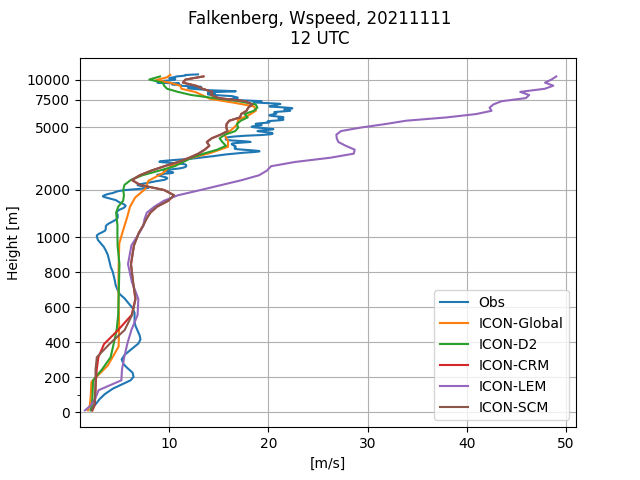 Falkenberg, Wspeed, 20211111
12 UTC
10000
7500
5000
2000
1000
800
600
400
200
0
Height [m]
10
20
30
40
50
[m/s]
Obs
ICON-Global
ICON-D2
ICON-CRM
ICON-LEM
ICON-SCM